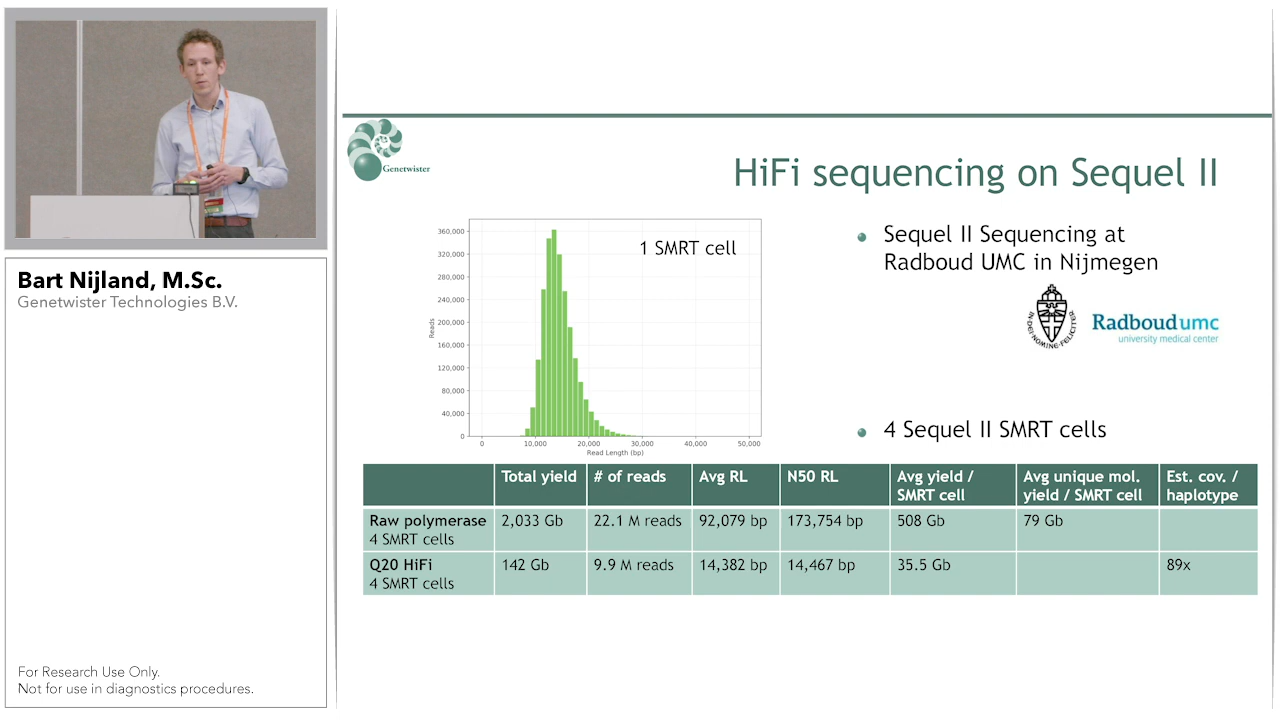 Genetwister
HiFi sequencing on Sequel II
1 SMRT cell
360,000
320,000
280,000
240,000
200,000
160,000
120,000
80,000
40,000
0
Reads
0
10,000
20,000
30,000
40,000
50,000
Read Length (bp)
Sequel II Sequencing at
Radboud UMC in Nijmegen
IN·DEI·NOMINE·FELICITER
Radboudumc
university medical center
4 Sequel II SMRT cells
Total yield # of reads Avg RL N50 RL Avg yield / SMRT cell Avg unique mol. yield / SMRT cell Est. cov. / haplotype
Raw polymerase 2,033 Gb 22.1 M reads 92,079 bp 173,754 bp 508 Gb 79 Gb
4 SMRT cells
Q20 HiFi 142 Gb 9.9 M reads 14,382 bp 14,467 bp 35.5 Gb 89x
4 SMRT cells
Bart Nijland, M.Sc.
Genetwister Technologies B.V.
For Research Use Only.
Not for use in diagnostics procedures.